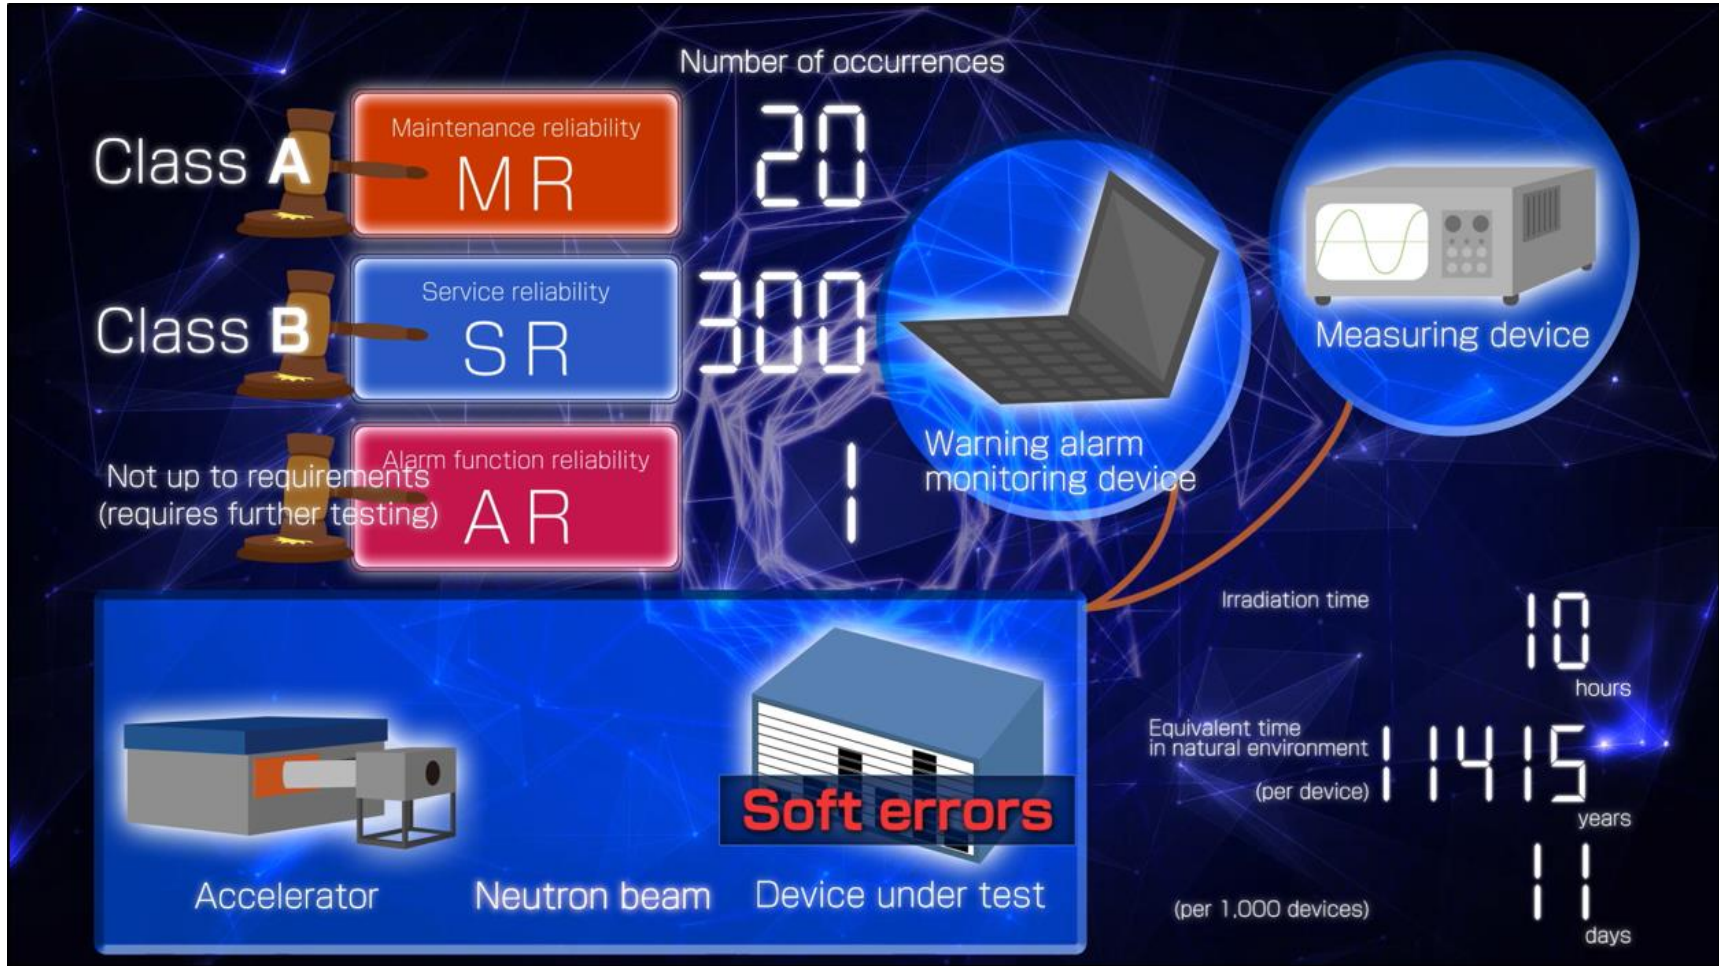 Number of occurrences
Class A
Maintenance reliability
MR
20
Class B
Service reliability
SR
300
Not up to requirements
(requires further testing)
Alarm function reliability
AR
1
Warning alarm
monitoring device
Measuring device
Accelerator
Neutron beam
Soft errors
Device under test
Irradiation time
10
hours
Equivalent time
in natural environment
(per device)
11415
years
(per 1,000 devices)
11
days